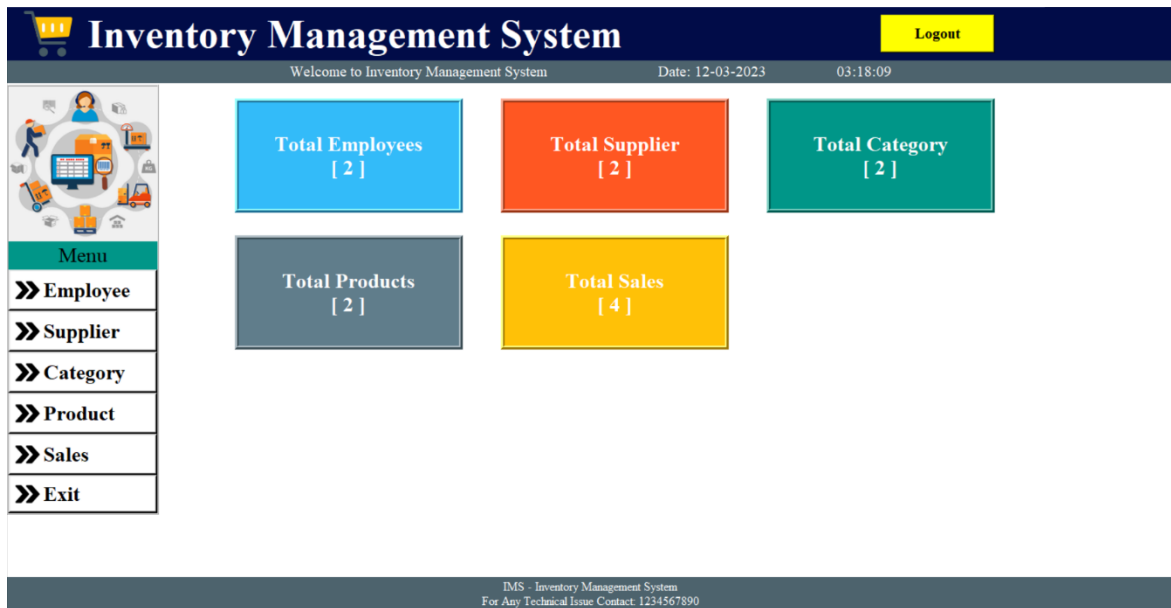 Inventory Management System
Logout
Welcome to Inventory Management System Date: 12-03-2023 03:18:09
Total Employees
[ 2 ]
Total Supplier
[ 2 ]
Total Category
[ 2 ]
Total Products
[ 2 ]
Total Sales
[ 4 ]
Menu
Employee
Supplier
Category
Product
Sales
Exit
IMS - Inventory Management System
For Any Technical Issue Contact: 1234567890